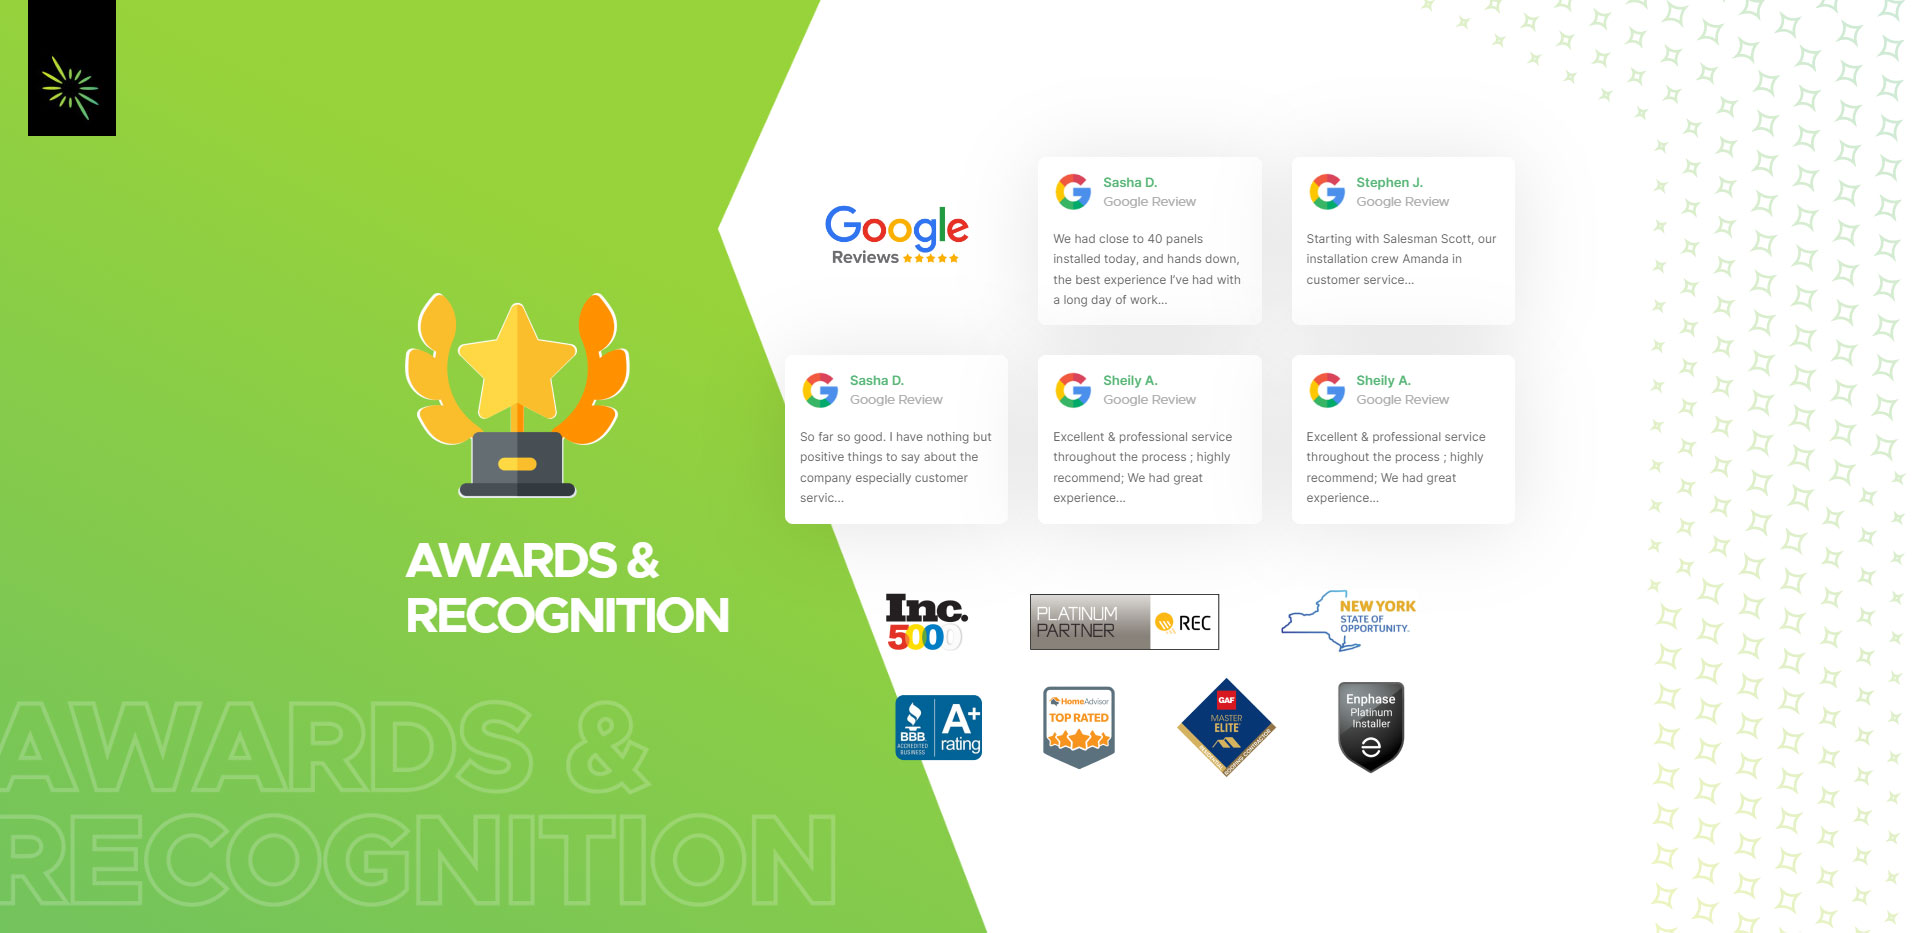 AWARDS &
RECOGNITION
Google
Reviews
Sasha D.
Google Review
We had close to 40 panels
installed today, and hands down,
the best experience I've had with
a long day of work...
Stephen J.
Google Review
Starting with Salesman Scott, our
installation crew Amanda in
customer service...
Sasha D.
Google Review
So far so good. I have nothing but
positive things to say about the
company especially customer
servic...
Sheily A.
Google Review
Excellent & professional service
throughout the process ; highly
recommend; We had great
experience...
Sheily A.
Google Review
Excellent & professional service
throughout the process ; highly
recommend; We had great
experience...
Inc.
5000
PLATINUM
PARTNER
REC
NEW YORK
STATE OF
OPPORTUNITY.
BBB
ACCREDITED
BUSINESS
A+
rating
HomeAdvisor
TOP RATED
GAF
MASTER
ELITE
Enphase
Platinum
Installer
AWARDS &
RECOGNITION